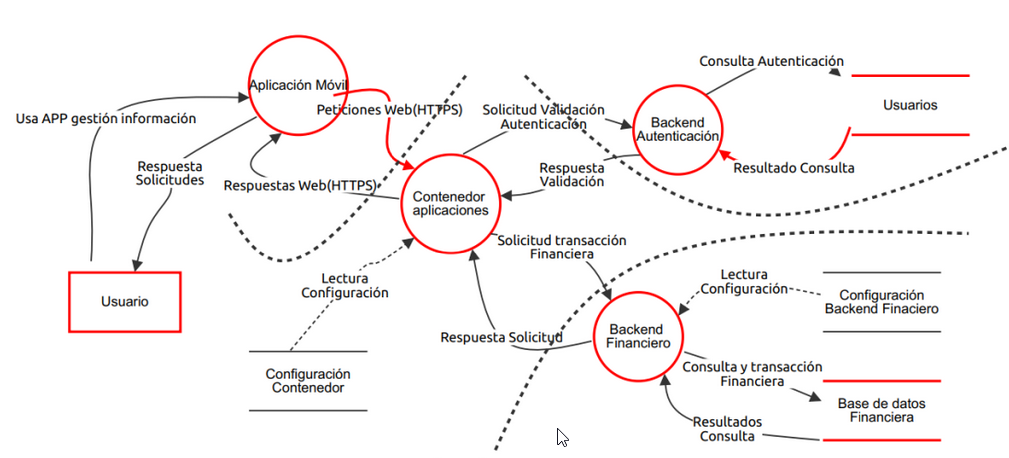 Aplicación Móvil
Peticiones Web(HTTPS)
Usa APP gestión información
Respuesta
Solicitudes
Respuestas Web(HTTPS)
Usuario
Solicitud Validación
Autenticación
Respuesta
Validación
Contenedor
aplicaciones
Backend
Autenticación
Consulta Autenticación
Usuarios
Resultado Consulta
Solicitud transacción
Financiera
Lectura
Configuración
Configuración
Contenedor
Respuesta Solicitud
Backend
Financiero
Lectura
Configuración
Configuración
Backend Finaciero
Consulta y transacción
Financiera
Base de datos
Financiera
Resultados
Consulta